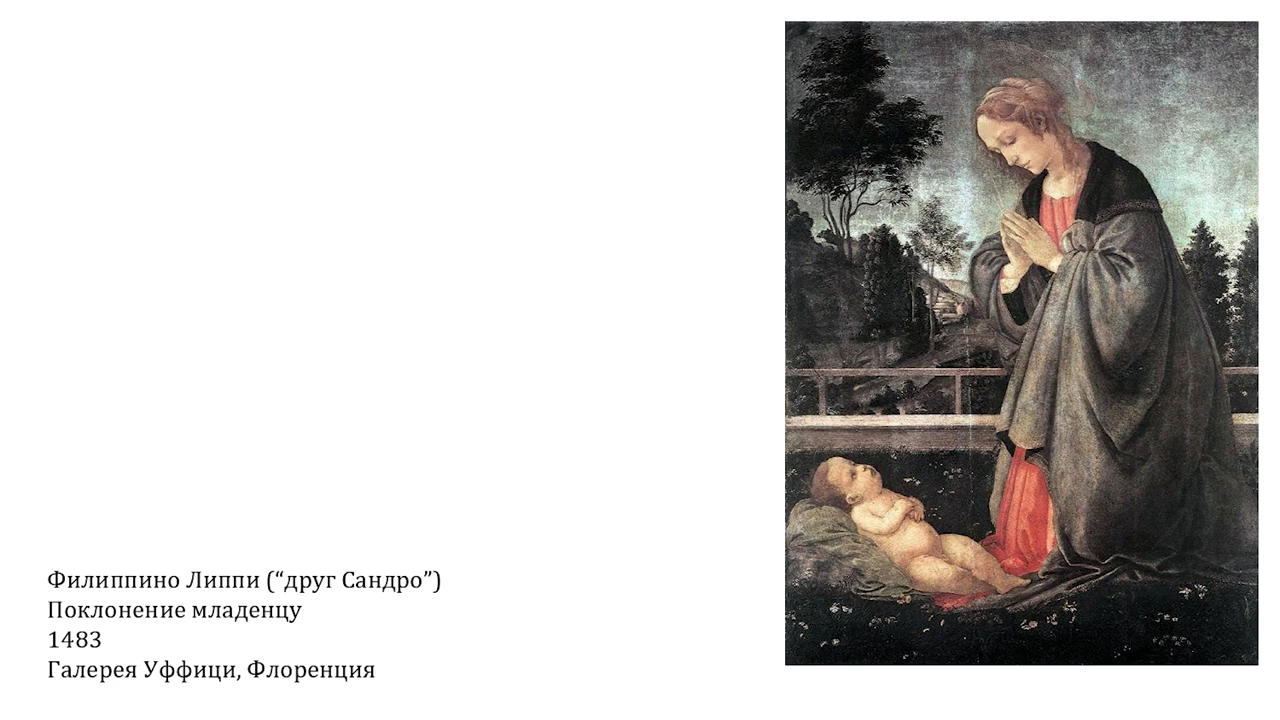 Филиппино Липпи (“друг Сандро”)
Поклонение младенцу
1483
Галерея Уффици, Флоренция